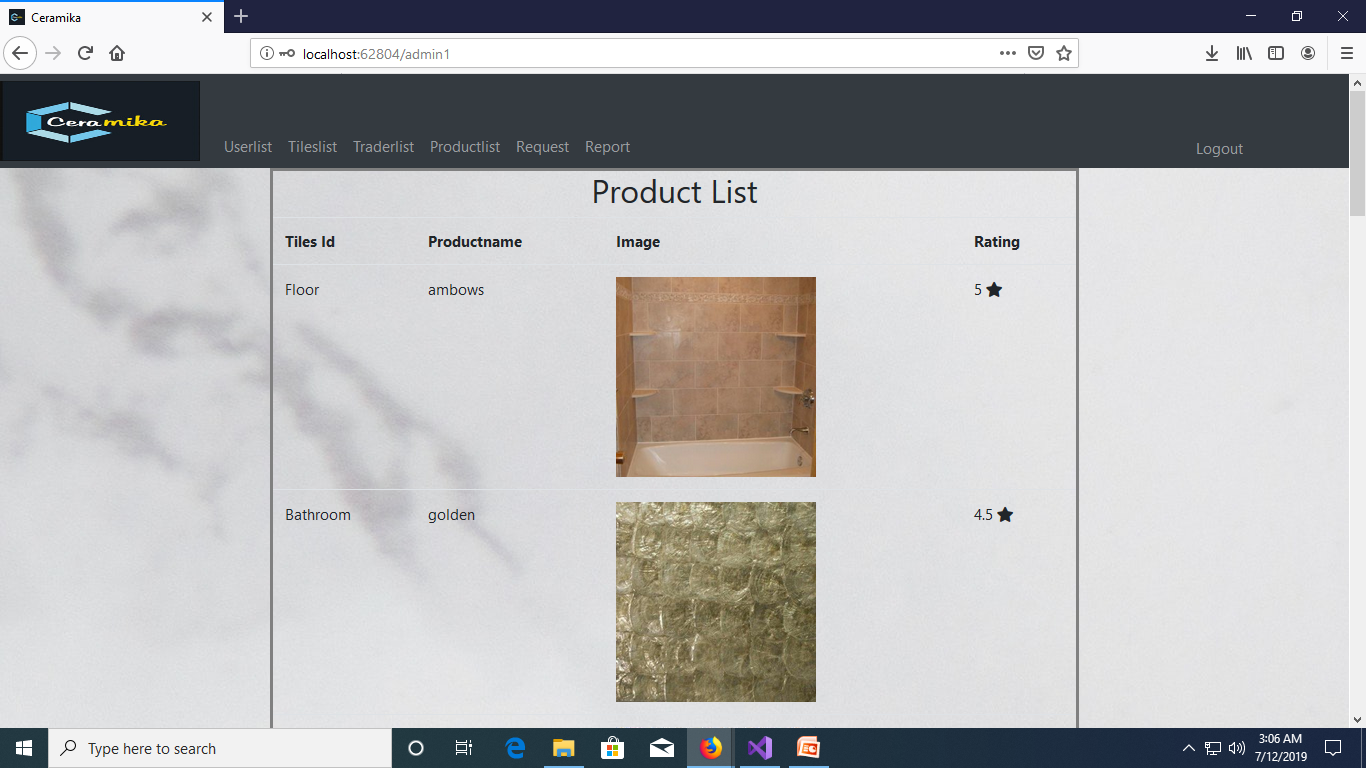 Ceramika
localhost:62804/admin1
Ceramika
Userlist Tileslist Traderlist Productlist Request Report Logout
Product List
Tiles Id Productname Image Rating
Floor ambows 5
Bathroom golden 4.5
Type here to search
3:06 AM
7/12/2019